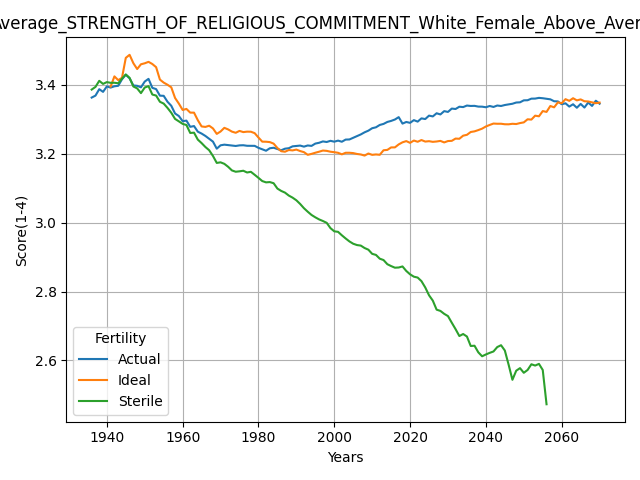 Average_STRENGTH_OF_RELIGIOUS_COMMITMENT_White_Female_Above_Aver
Score(1-4)
3.4
3.2
3.0
2.8
2.6
Fertility
Actual
Ideal
Sterile
1940 1960 1980 2000 2020 2040 2060
Years